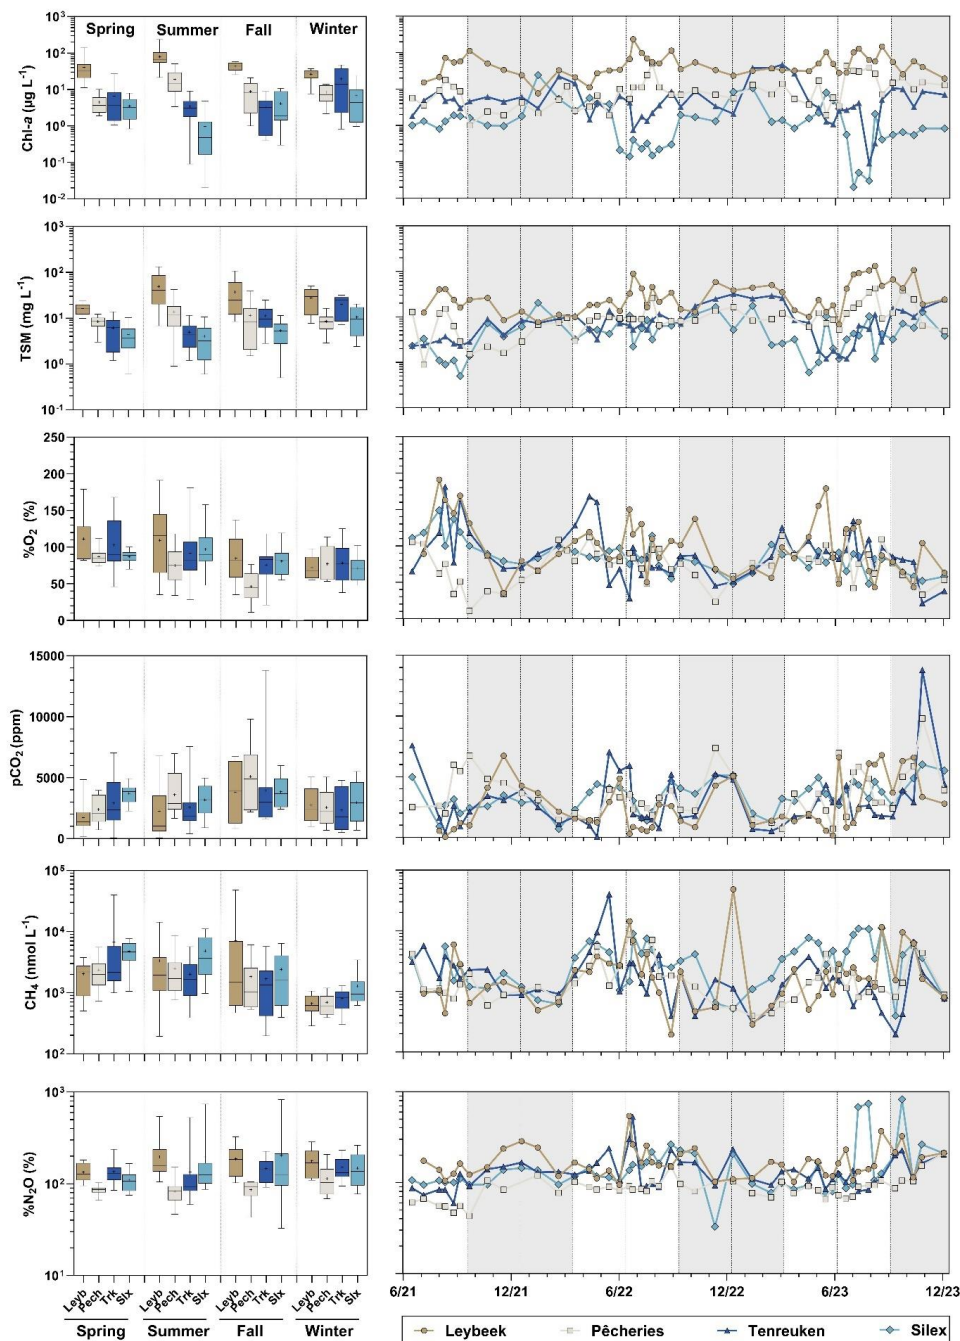 Spring Summer Fall Winter
Chl-a (µg L⁻¹)
10³
10²
10¹
10⁰
10⁻¹
10⁻²
TSM (mg L⁻¹)
10³
10²
10¹
10⁰
10⁻¹
%O₂ (%)
250
200
150
100
50
0
pCO₂ (ppm)
15000
10000
5000
0
CH₄ (nmol L⁻¹)
10⁵
10⁴
10³
10²
%N₂O (%)
10³
10²
10¹
Leyb Pech Trk Six Leyb Pech Trk Six Leyb Pech Trk Six Leyb Pech Trk Six
Spring Summer Fall Winter
6/21 12/21 6/22 12/22 6/23 12/23
Leybeek Pêcheries Tenreuken Silex